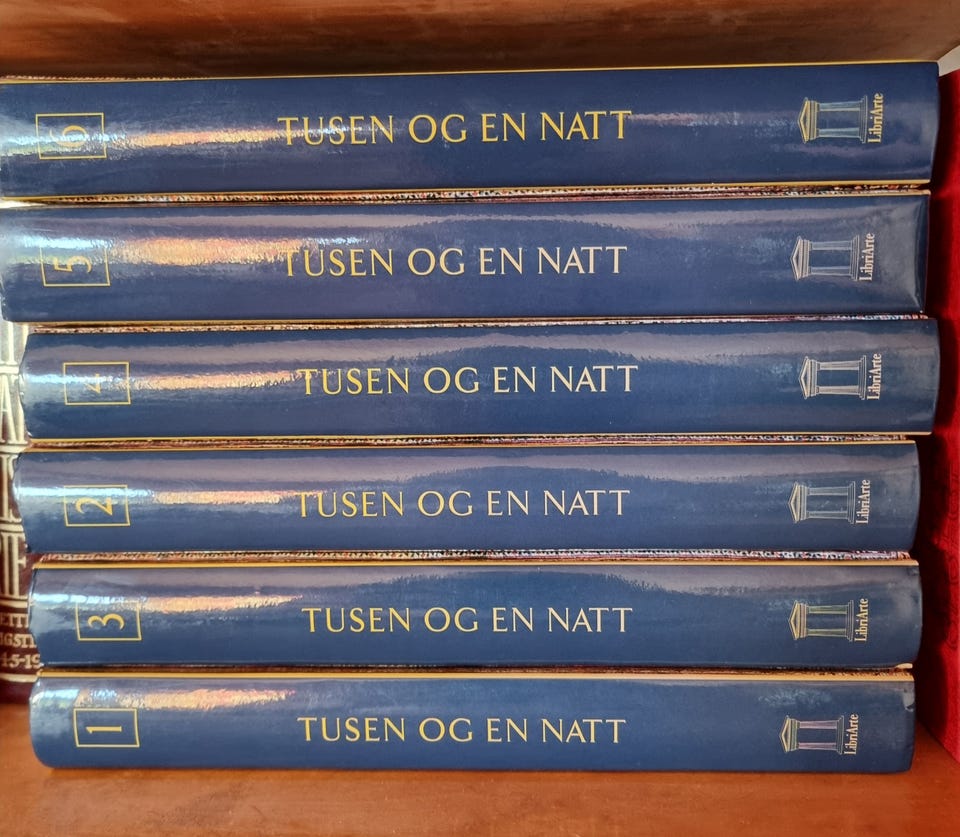 6 TUSEN OG EN NATT LibriArte
5 TUSEN OG EN NATT LibriArte
4 TUSEN OG EN NATT LibriArte
2 TUSEN OG EN NATT LibriArte
3 TUSEN OG EN NATT LibriArte
1 TUSEN OG EN NATT LibriArte